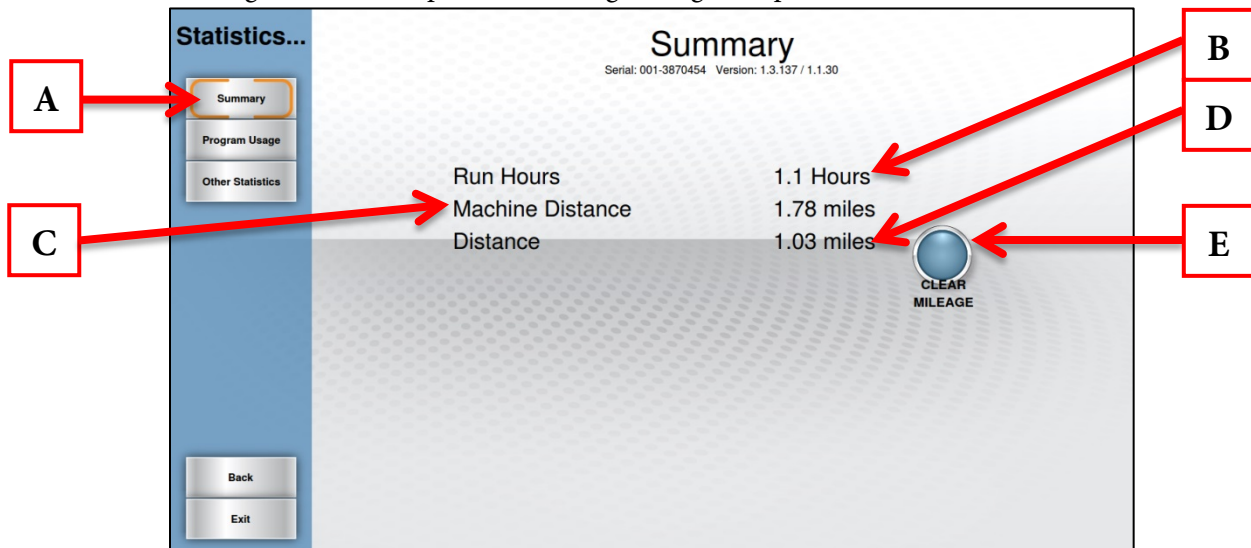 Statistics...
Summary
Serial: 001-3870454 Version: 1.3.137 / 1.1.30
A
B
Summary
D
Program Usage
Other Statistics
Run Hours 1.1 Hours
Machine Distance 1.78 miles
C
Distance 1.03 miles
E
CLEAR
MILEAGE
Back
Exit